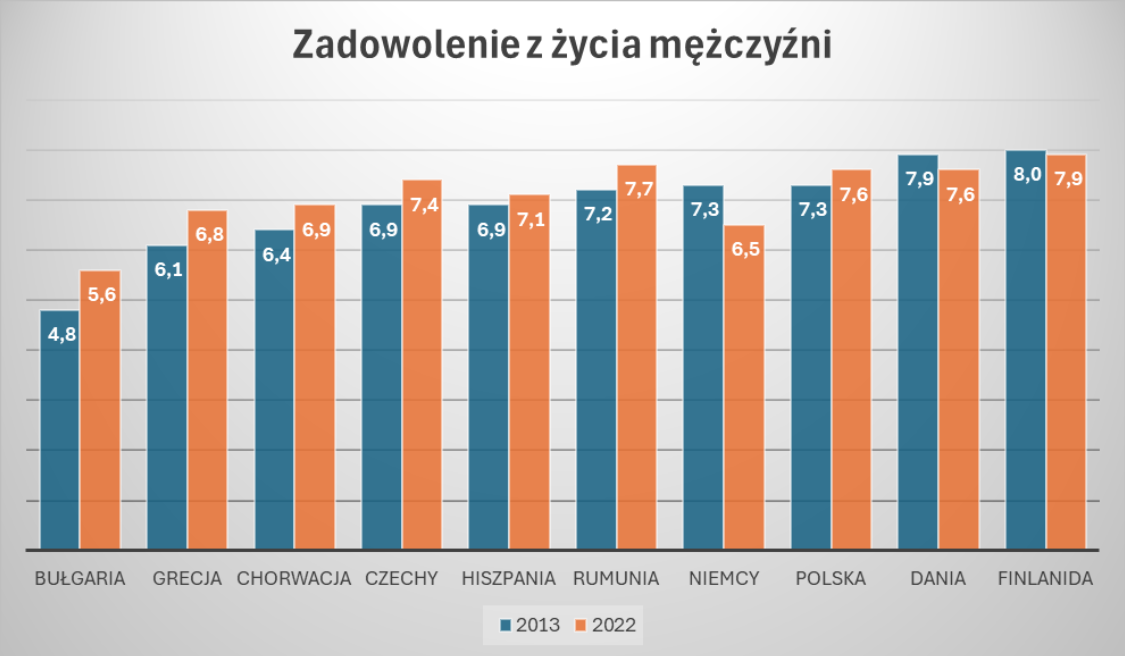 Zadowolenie z życia mężczyźni
4,8 5,6 6,1 6,8 6,4 6,9 6,9 7,4 6,9 7,1 7,2 7,7 7,3 6,5 7,3 7,6 7,9 7,6 8,0 7,9
BUŁGARIA GRECJA CHORWACJA CZECHY HISZPANIA RUMUNIA NIEMCY POLSKA DANIA FINLANIDA
2013 2022